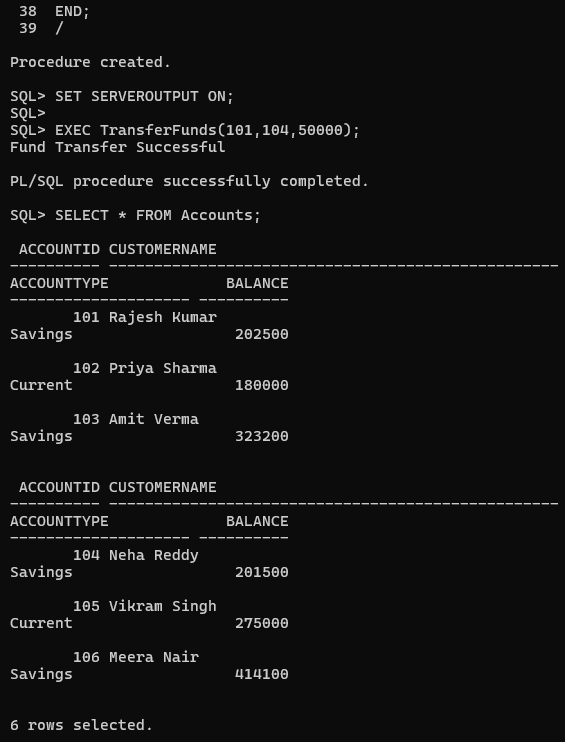 38  END;
39  /
Procedure created.
SQL> SET SERVEROUTPUT ON;
SQL>
SQL> EXEC TransferFunds(101,104,50000);
Fund Transfer Successful
PL/SQL procedure successfully completed.
SQL> SELECT * FROM Accounts;
 ACCOUNTID CUSTOMERNAME
---------- --------------------------------------------------
ACCOUNTTYPE             BALANCE
-------------------- ----------
       101 Rajesh Kumar
Savings                  202500
       102 Priya Sharma
Current                  180000
       103 Amit Verma
Savings                  323200
 ACCOUNTID CUSTOMERNAME
---------- --------------------------------------------------
ACCOUNTTYPE             BALANCE
-------------------- ----------
       104 Neha Reddy
Savings                  201500
       105 Vikram Singh
Current                  275000
       106 Meera Nair
Savings                  414100
6 rows selected.